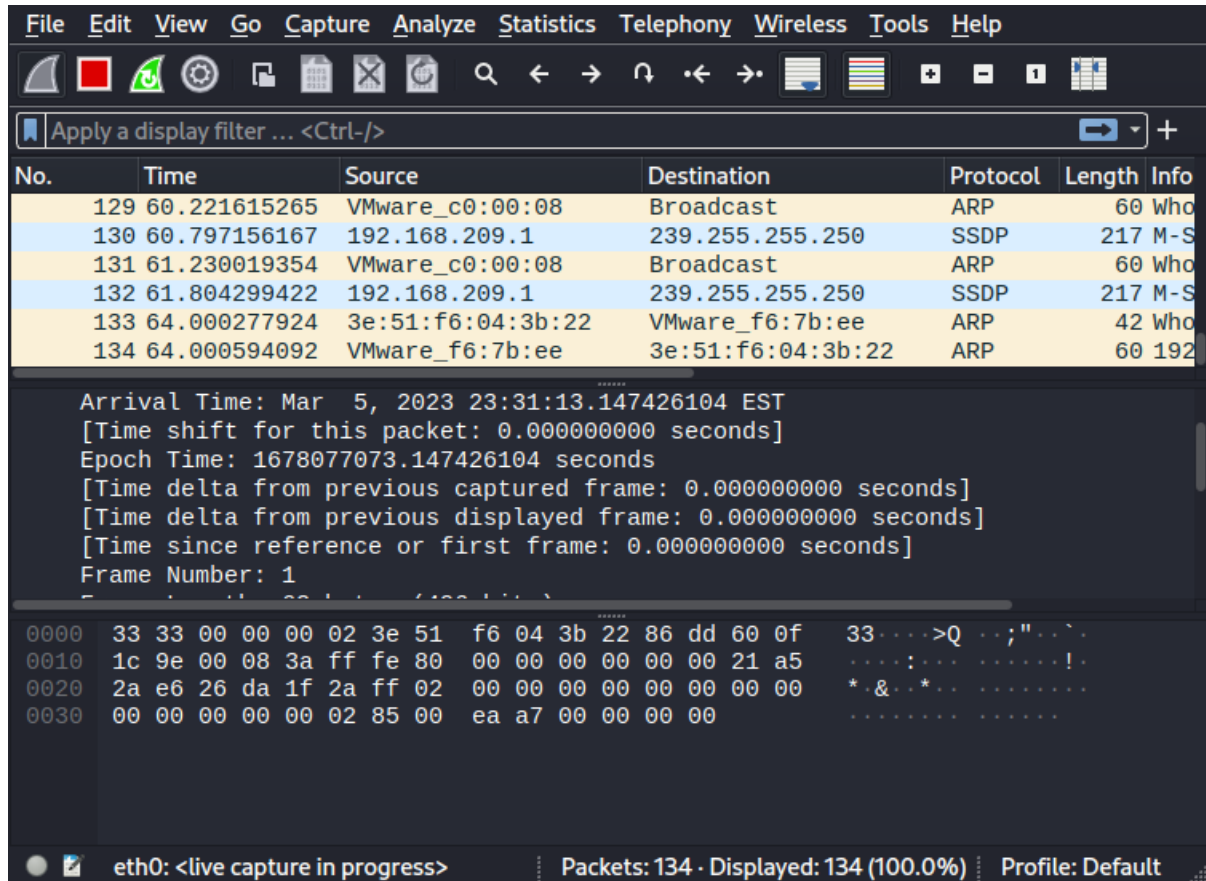 File Edit View Go Capture Analyze Statistics Telephony Wireless Tools Help
Apply a display filter … <Ctrl-/>
No. Time Source Destination Protocol Length Info
129 60.221615265 VMware_c0:00:08 Broadcast ARP 60 Who
130 60.797156167 192.168.209.1 239.255.255.250 SSDP 217 M-S
131 61.230019354 VMware_c0:00:08 Broadcast ARP 60 Who
132 61.804299422 192.168.209.1 239.255.255.250 SSDP 217 M-S
133 64.000277924 3e:51:f6:04:3b:22 VMware_f6:7b:ee ARP 42 Who
134 64.000594092 VMware_f6:7b:ee 3e:51:f6:04:3b:22 ARP 60 192
Arrival Time: Mar  5, 2023 23:31:13.147426104 EST
[Time shift for this packet: 0.000000000 seconds]
Epoch Time: 1678077073.147426104 seconds
[Time delta from previous captured frame: 0.000000000 seconds]
[Time delta from previous displayed frame: 0.000000000 seconds]
[Time since reference or first frame: 0.000000000 seconds]
Frame Number: 1
0000 33 33 00 00 00 02 3e 51 f6 04 3b 22 86 dd 60 0f 33····>Q ··;"··`·
0010 1c 9e 00 08 3a ff fe 80 00 00 00 00 00 00 21 a5 ····:··· ······!·
0020 2a e6 26 da 1f 2a ff 02 00 00 00 00 00 00 00 00 *·&··*·· ········
0030 00 00 00 00 00 02 85 00 ea a7 00 00 00 00 ········ ······
eth0: <live capture in progress> Packets: 134 · Displayed: 134 (100.0%) Profile: Default